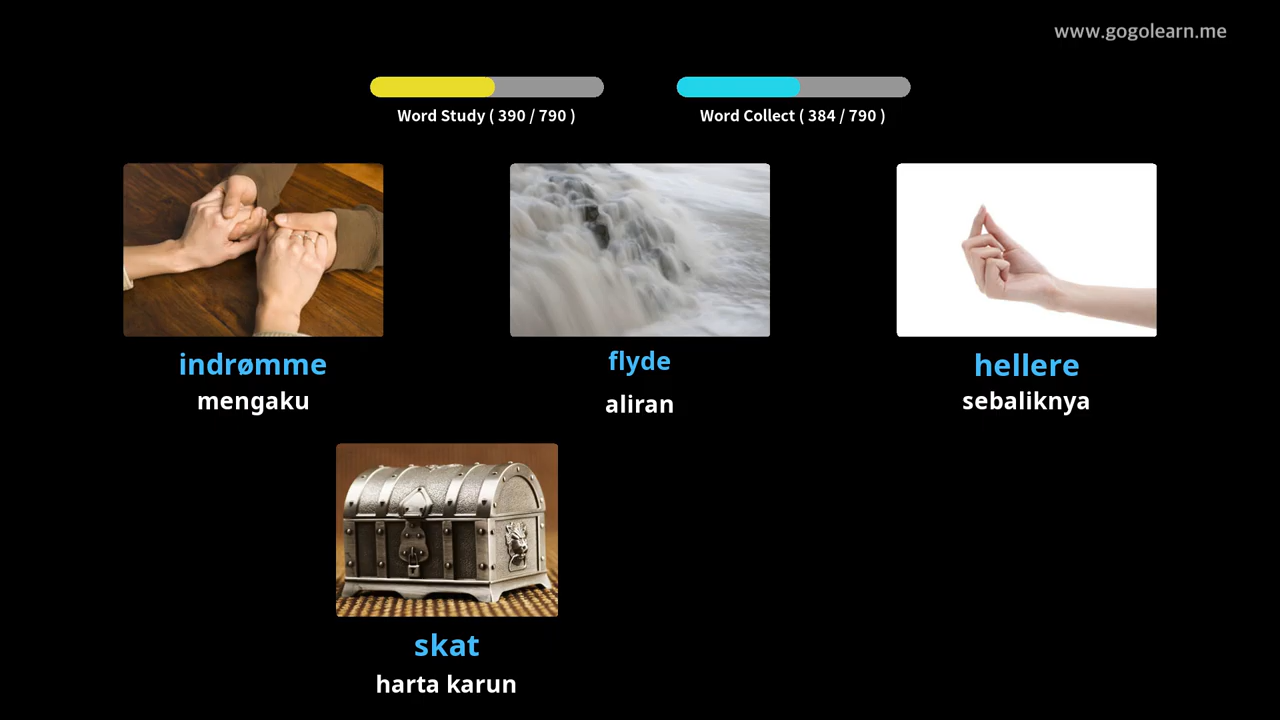 www.gogolearn.me
Word Study ( 390 / 790 )
Word Collect ( 384 / 790 )
indrømme
mengaku
flyde
aliran
hellere
sebaliknya
skat
harta karun